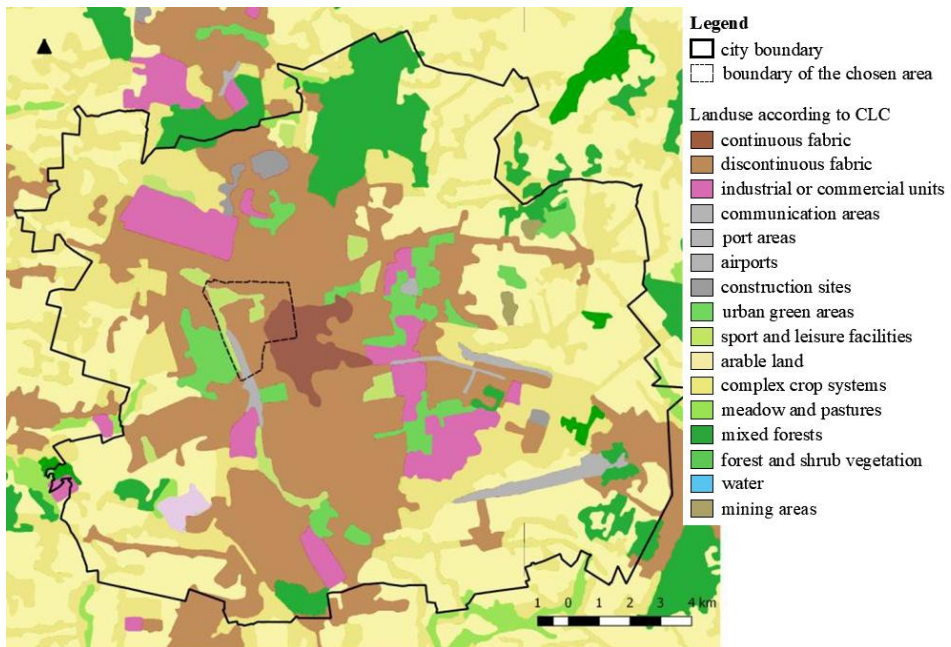 Legend
city boundary
boundary of the chosen area
Landuse according to CLC
continuous fabric
discontinuous fabric
industrial or commercial units
communication areas
port areas
airports
construction sites
urban green areas
sport and leisure facilities
arable land
complex crop systems
meadow and pastures
mixed forests
forest and shrub vegetation
water
mining areas
1 0 1 2 3 4 km